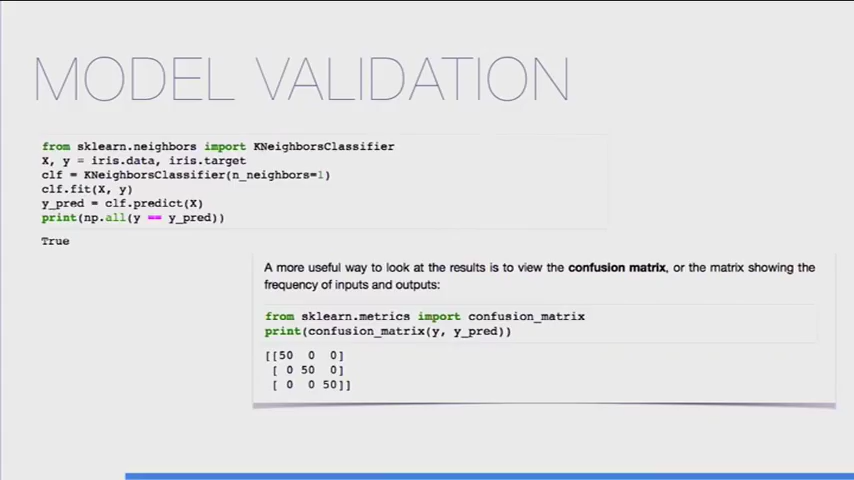 MODEL VALIDATION
from sklearn.neighbors import KNeighborsClassifier
X, y = iris.data, iris.target
clf = KNeighborsClassifier(n_neighbors=1)
clf.fit(X, y)
y_pred = clf.predict(X)
print(np.all(y == y_pred))
True
A more useful way to look at the results is to view the confusion matrix, or the matrix showing the
frequency of inputs and outputs:
from sklearn.metrics import confusion_matrix
print(confusion_matrix(y, y_pred))
[[50 0 0]
[ 0 50 0]
[ 0 0 50]]